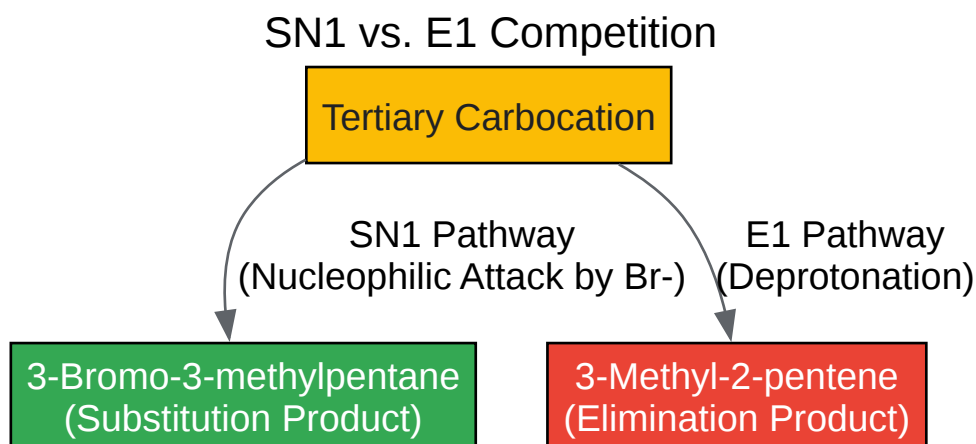 SN1 vs. E1 Competition
Tertiary Carbocation
SN1 Pathway
(Nucleophilic Attack by Br-)
E1 Pathway
(Deprotonation)
3-Bromo-3-methylpentane
(Substitution Product)
3-Methyl-2-pentene
(Elimination Product)